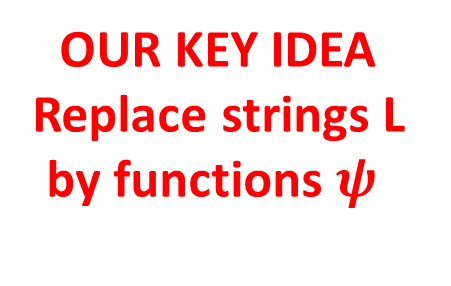 OUR KEY IDEA
Replace strings L
by functions 𝝍